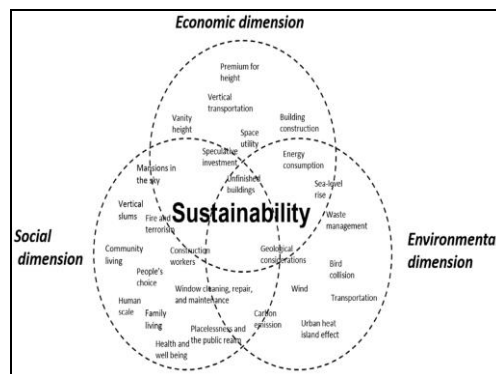 Economic dimension
Premium for
height
Vertical
transportation
Vanity
height
Building
construction
Space
utility
Speculative
investment
Energy
consumption
Mansions in
the sky
Unfinished
buildings
Sea-level
rise
Vertical
slums
Sustainability
Fire and
terrorism
Waste
management
Social
dimension
Environmental
dimension
Community
living
Construction
workers
Geological
considerations
People's
choice
Bird
collision
Window cleaning, repair,
and maintenance
Wind
Transportation
Human
scale
Family
living
Carbon
emission
Placelessness and
the public realm
Urban heat
island effect
Health and
well being